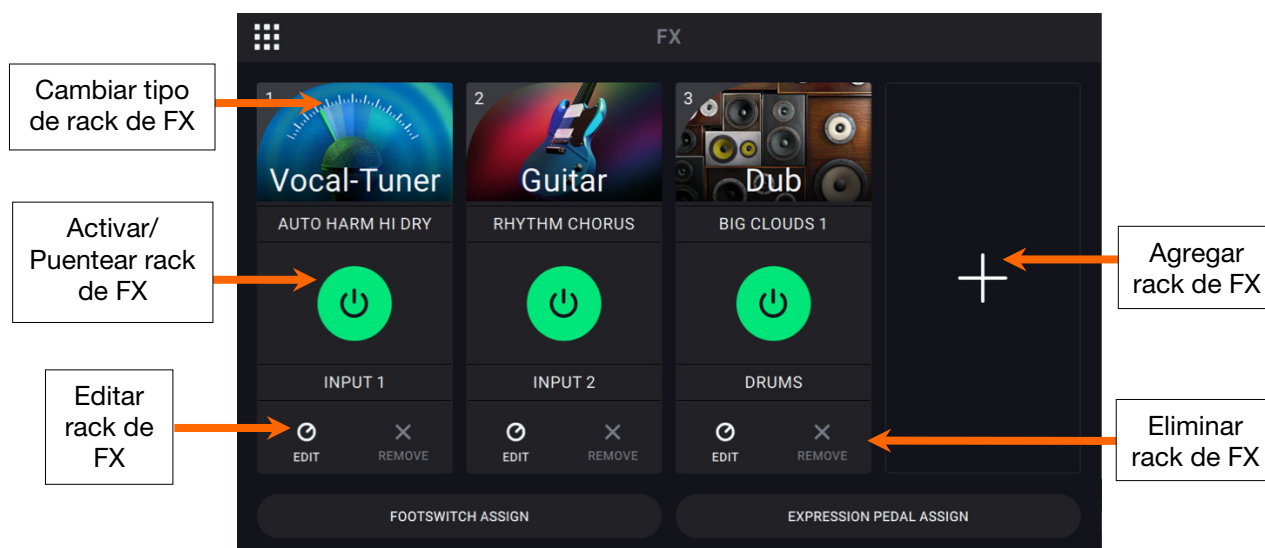 FX
Cambiar tipo
de rack de FX
1
Vocal-Tuner
2
Guitar
3
Dub
AUTO HARM HI DRY
RHYTHM CHORUS
BIG CLOUDS 1
Activar/
Puentear rack
de FX
Agregar
rack de FX
INPUT 1
INPUT 2
DRUMS
Editar
rack de
FX
EDIT
REMOVE
EDIT
REMOVE
EDIT
REMOVE
Eliminar
rack de FX
FOOTSWITCH ASSIGN
EXPRESSION PEDAL ASSIGN